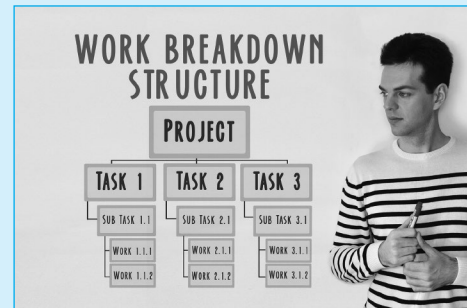 WORK BREAKDOWN
STRUCTURE
PROJECT
TASK 1 TASK 2 TASK 3
SUB TASK 1.1 SUB TASK 2.1 SUB TASK 3.1
WORK 1.1.1 WORK 2.1.1 WORK 3.1.1
WORK 1.1.2 WORK 2.1.2 WORK 3.1.2